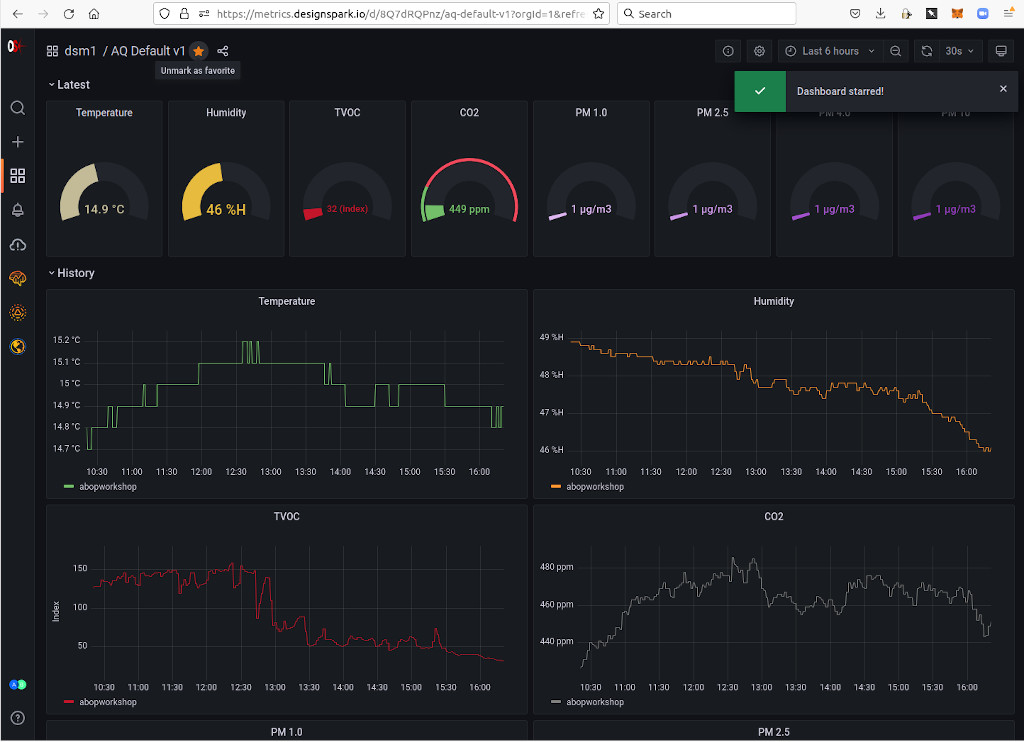 https://metrics.designspark.io/d/8Q7dRQPnz/aq-default-v1?orgId=1&refre
Search
dsm1 / AQ Default v1
Last 6 hours
30s
Unmark as favorite
Dashboard starred!
Latest
Temperature
Humidity
TVOC
CO2
PM 1.0
PM 2.5
PM 4.0
PM 10
14.9 °C
46 %H
32 (Index)
449 ppm
1 µg/m3
1 µg/m3
1 µg/m3
1 µg/m3
History
Temperature
15.2 °C
15.1 °C
15 °C
14.9 °C
14.8 °C
14.7 °C
10:30 11:00 11:30 12:00 12:30 13:00 13:30 14:00 14:30 15:00 15:30 16:00
abopworkshop
Humidity
49 %H
48 %H
47 %H
46 %H
10:30 11:00 11:30 12:00 12:30 13:00 13:30 14:00 14:30 15:00 15:30 16:00
abopworkshop
TVOC
Index
150
100
50
10:30 11:00 11:30 12:00 12:30 13:00 13:30 14:00 14:30 15:00 15:30 16:00
abopworkshop
CO2
480 ppm
460 ppm
440 ppm
10:30 11:00 11:30 12:00 12:30 13:00 13:30 14:00 14:30 15:00 15:30 16:00
abopworkshop
PM 1.0
PM 2.5